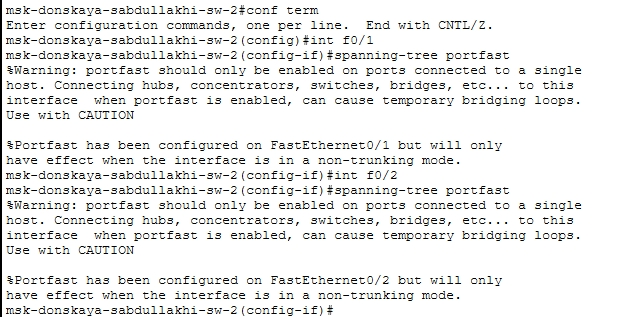 msk-donskaya-sabdullakhi-sw-2#conf term
Enter configuration commands, one per line.  End with CNTL/Z.
msk-donskaya-sabdullakhi-sw-2(config)#int f0/1
msk-donskaya-sabdullakhi-sw-2(config-if)#spanning-tree portfast
%Warning: portfast should only be enabled on ports connected to a single
host. Connecting hubs, concentrators, switches, bridges, etc... to this
interface  when portfast is enabled, can cause temporary bridging loops.
Use with CAUTION

%Portfast has been configured on FastEthernet0/1 but will only
have effect when the interface is in a non-trunking mode.
msk-donskaya-sabdullakhi-sw-2(config-if)#int f0/2
msk-donskaya-sabdullakhi-sw-2(config-if)#spanning-tree portfast
%Warning: portfast should only be enabled on ports connected to a single
host. Connecting hubs, concentrators, switches, bridges, etc... to this
interface  when portfast is enabled, can cause temporary bridging loops.
Use with CAUTION

%Portfast has been configured on FastEthernet0/2 but will only
have effect when the interface is in a non-trunking mode.
msk-donskaya-sabdullakhi-sw-2(config-if)#